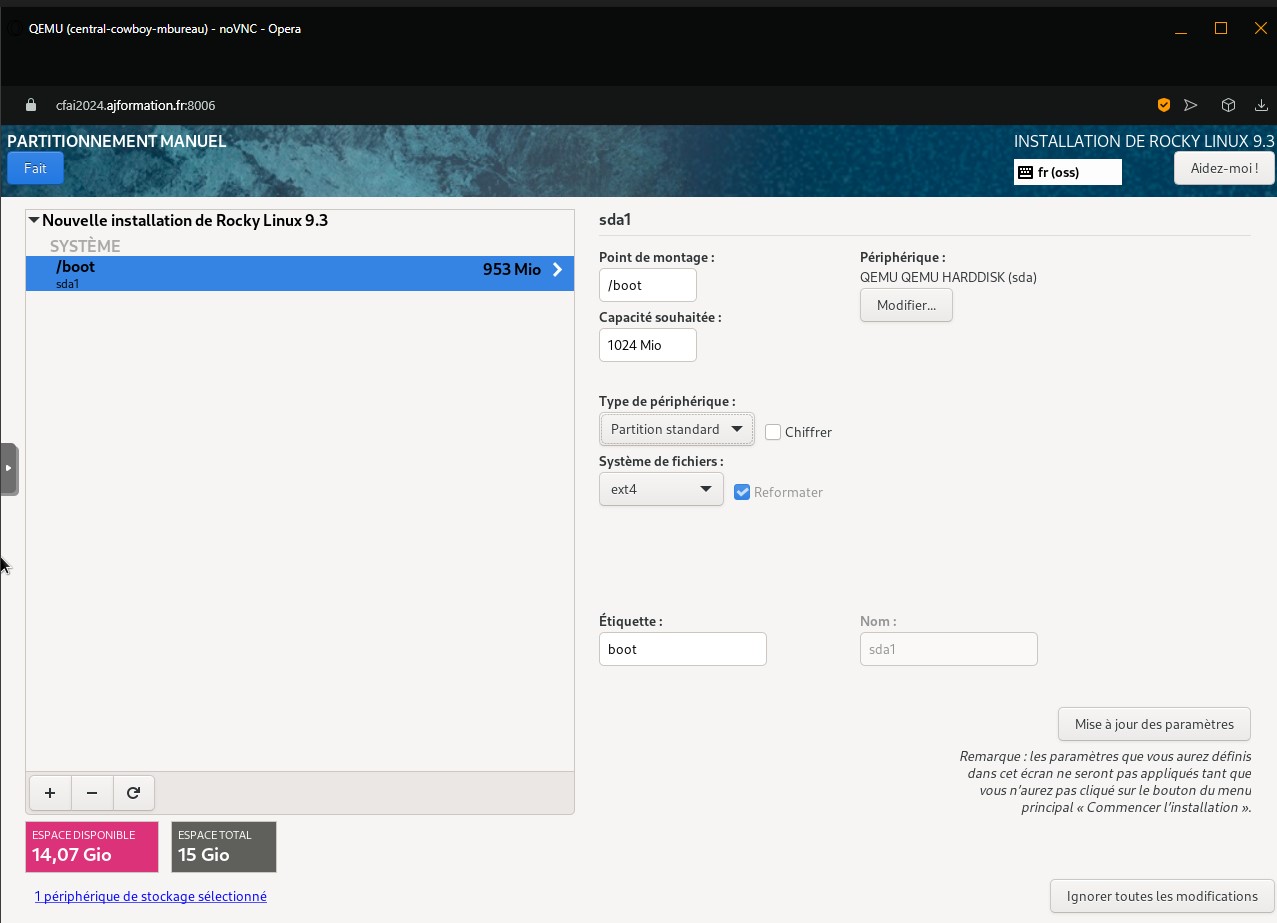 QEMU (central-cowboy-mbureau) - noVNC - Opera
cfai2024.ajformation.fr:8006
PARTITIONNEMENT MANUEL
INSTALLATION DE ROCKY LINUX 9.3
Fait
fr (oss)
Aidez-moi !
Nouvelle installation de Rocky Linux 9.3
SYSTÈME
/boot
953 Mio
sda1
sda1
Point de montage :
/boot
Périphérique :
QEMU QEMU HARDDISK (sda)
Modifier...
Capacité souhaitée :
1024 Mio
Type de périphérique :
Partition standard
Chiffrer
Système de fichiers :
ext4
Reformater
Étiquette :
boot
Nom :
sda1
Mise à jour des paramètres
Remarque : les paramètres que vous aurez définis
dans cet écran ne seront pas appliqués tant que
vous n’aurez pas cliqué sur le bouton du menu
principal « Commencer l’installation ».
ESPACE DISPONIBLE
14,07 Gio
ESPACE TOTAL
15 Gio
1 périphérique de stockage sélectionné
Ignorer toutes les modifications